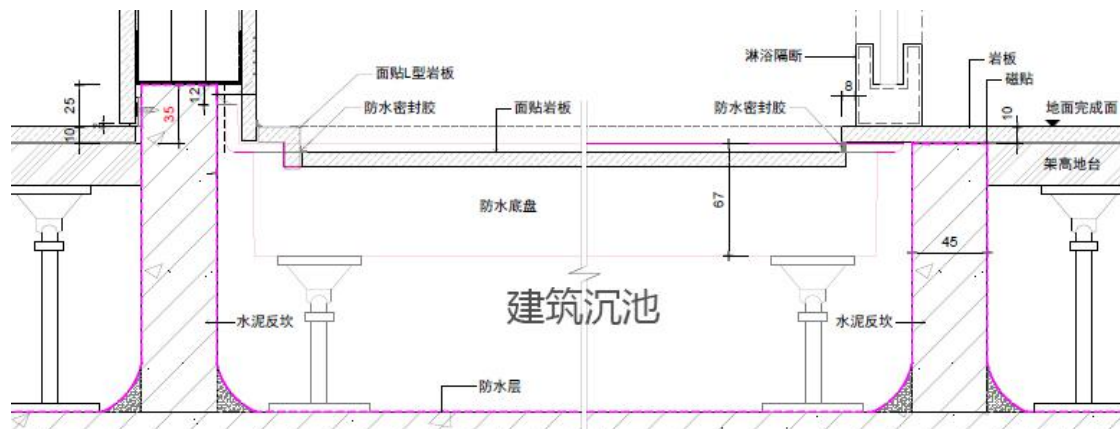 淋浴隔断
岩板
面贴L型岩板
磁贴
25
12
35
防水密封胶
面贴岩板
防水密封胶
8
10
地面完成面
10
架高地台
67
防水底盘
45
建筑沉池
水泥反坎
水泥反坎
防水层